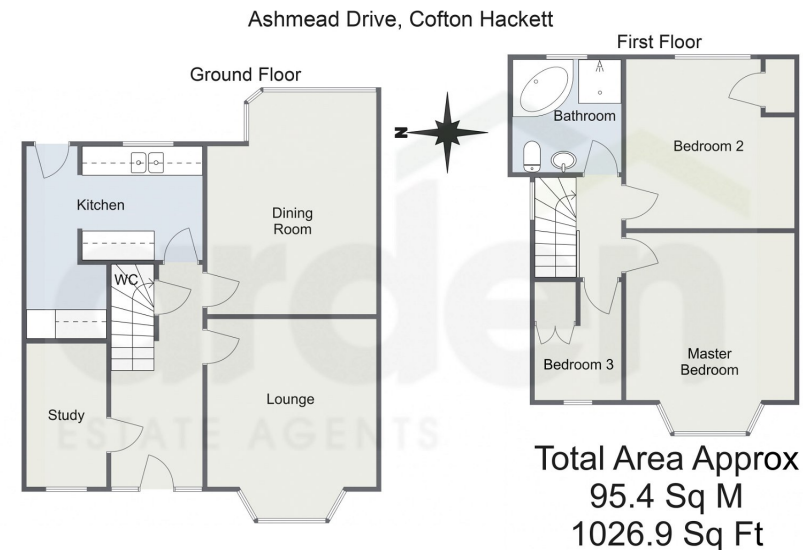 Ashmead Drive, Cofton Hackett
Ground Floor
First Floor
N
Kitchen
WC
Dining
Room
Study
Lounge
Bathroom
Bedroom 2
Bedroom 3
Master
Bedroom
arden
ESTATE AGENTS
Total Area Approx
95.4 Sq M
1026.9 Sq Ft